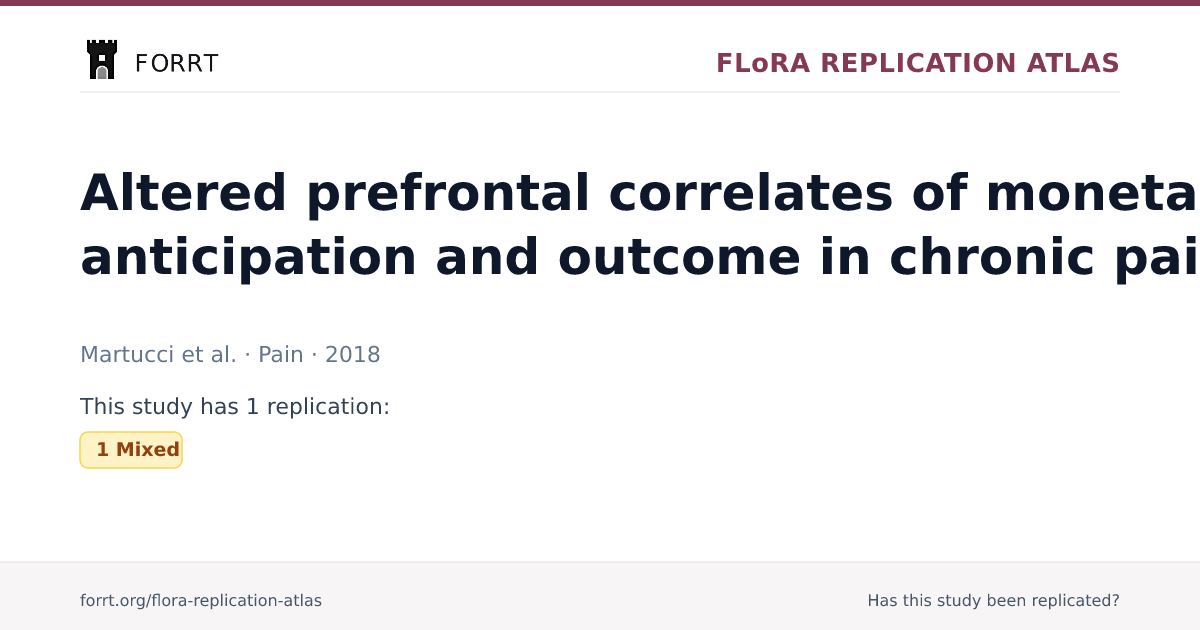 FORRT
FLoRA REPLICATION ATLAS
Altered prefrontal correlates of moneta
anticipation and outcome in chronic pai
Martucci et al. · Pain · 2018
This study has 1 replication:
1 Mixed
forrt.org/flora-replication-atlas
Has this study been replicated?